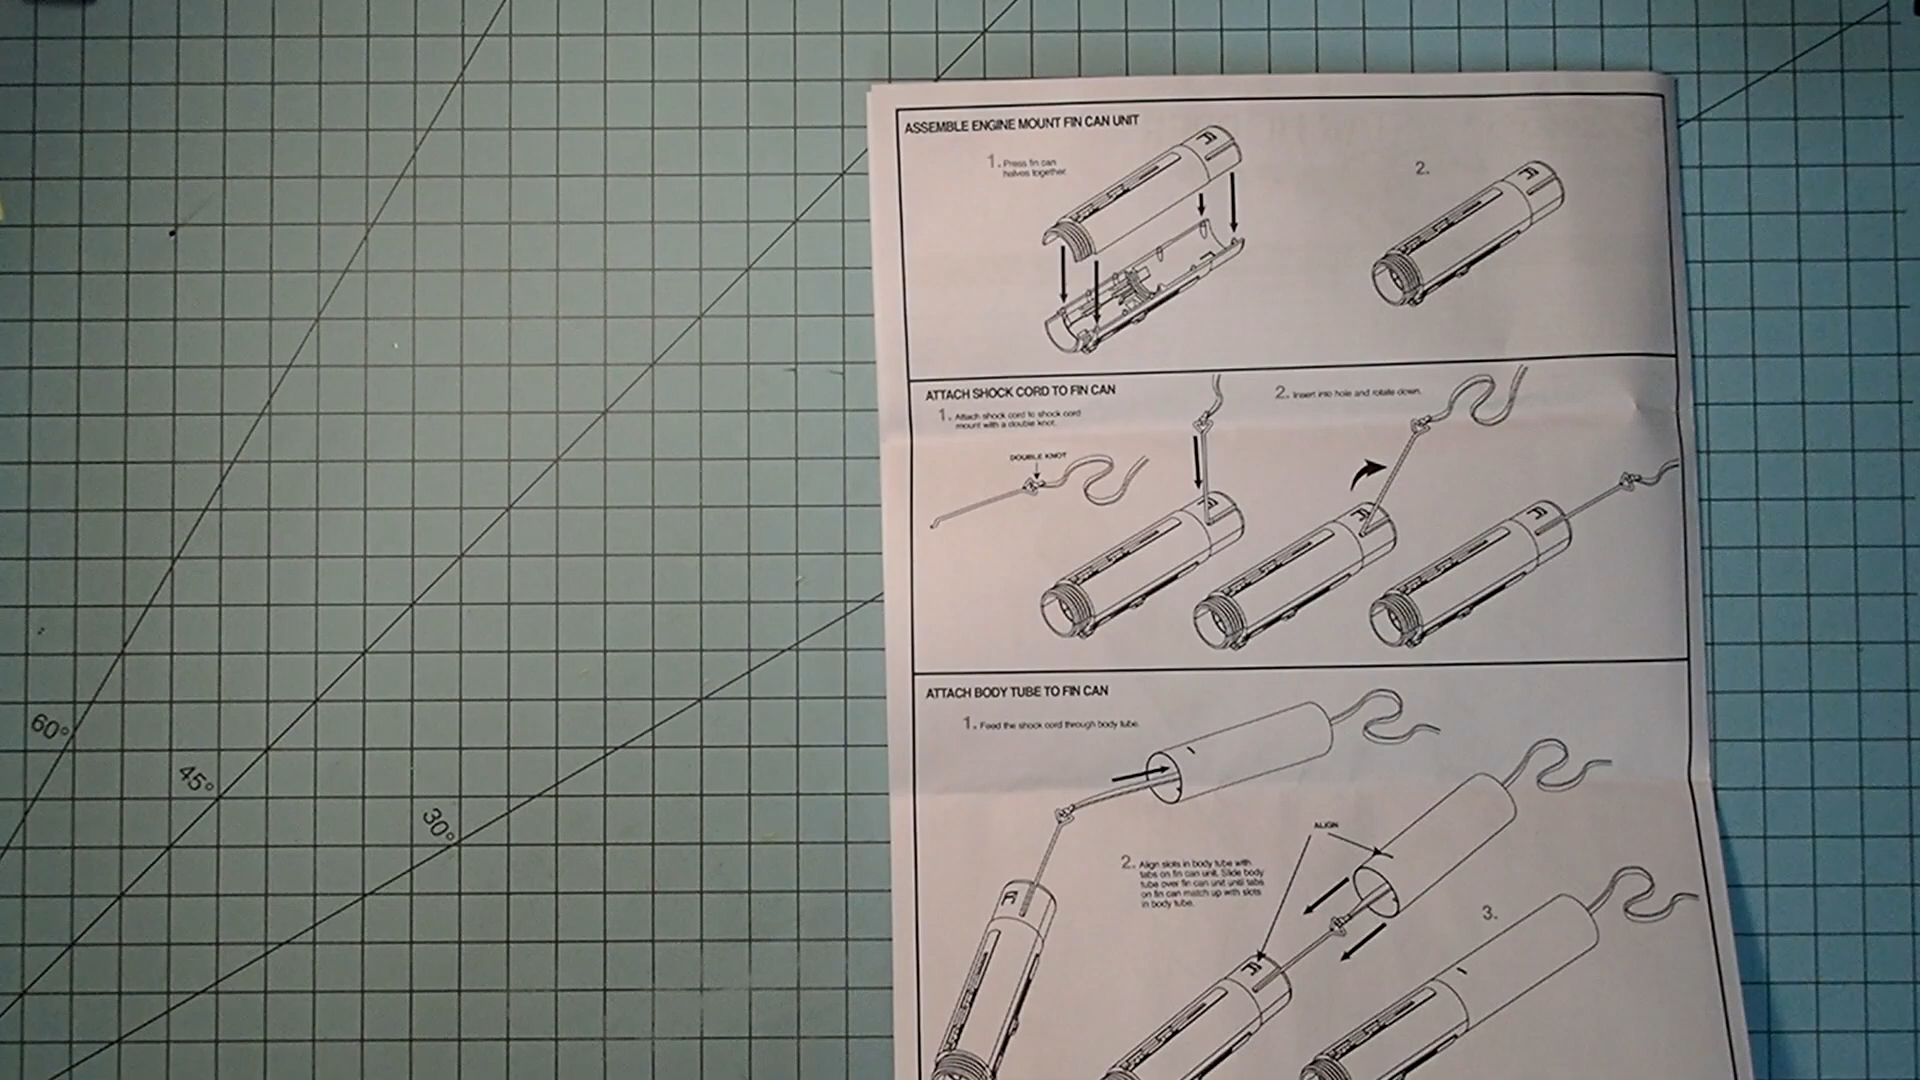 ASSEMBLE ENGINE MOUNT FIN CAN UNIT
1. Press fin can
halves together.
2.
ATTACH SHOCK CORD TO FIN CAN
1. Attach shock cord to shock cord
mount with a double knot.
DOUBLE KNOT
2. Insert into hole and rotate down.
ATTACH BODY TUBE TO FIN CAN
1. Feed the shock cord through body tube.
ALIGN
2. Align slots in body tube with
tabs on fin can unit. Slide body
tube over fin can unit until tabs
on fin can match up with slots
in body tube.
3.
60°
45°
30°